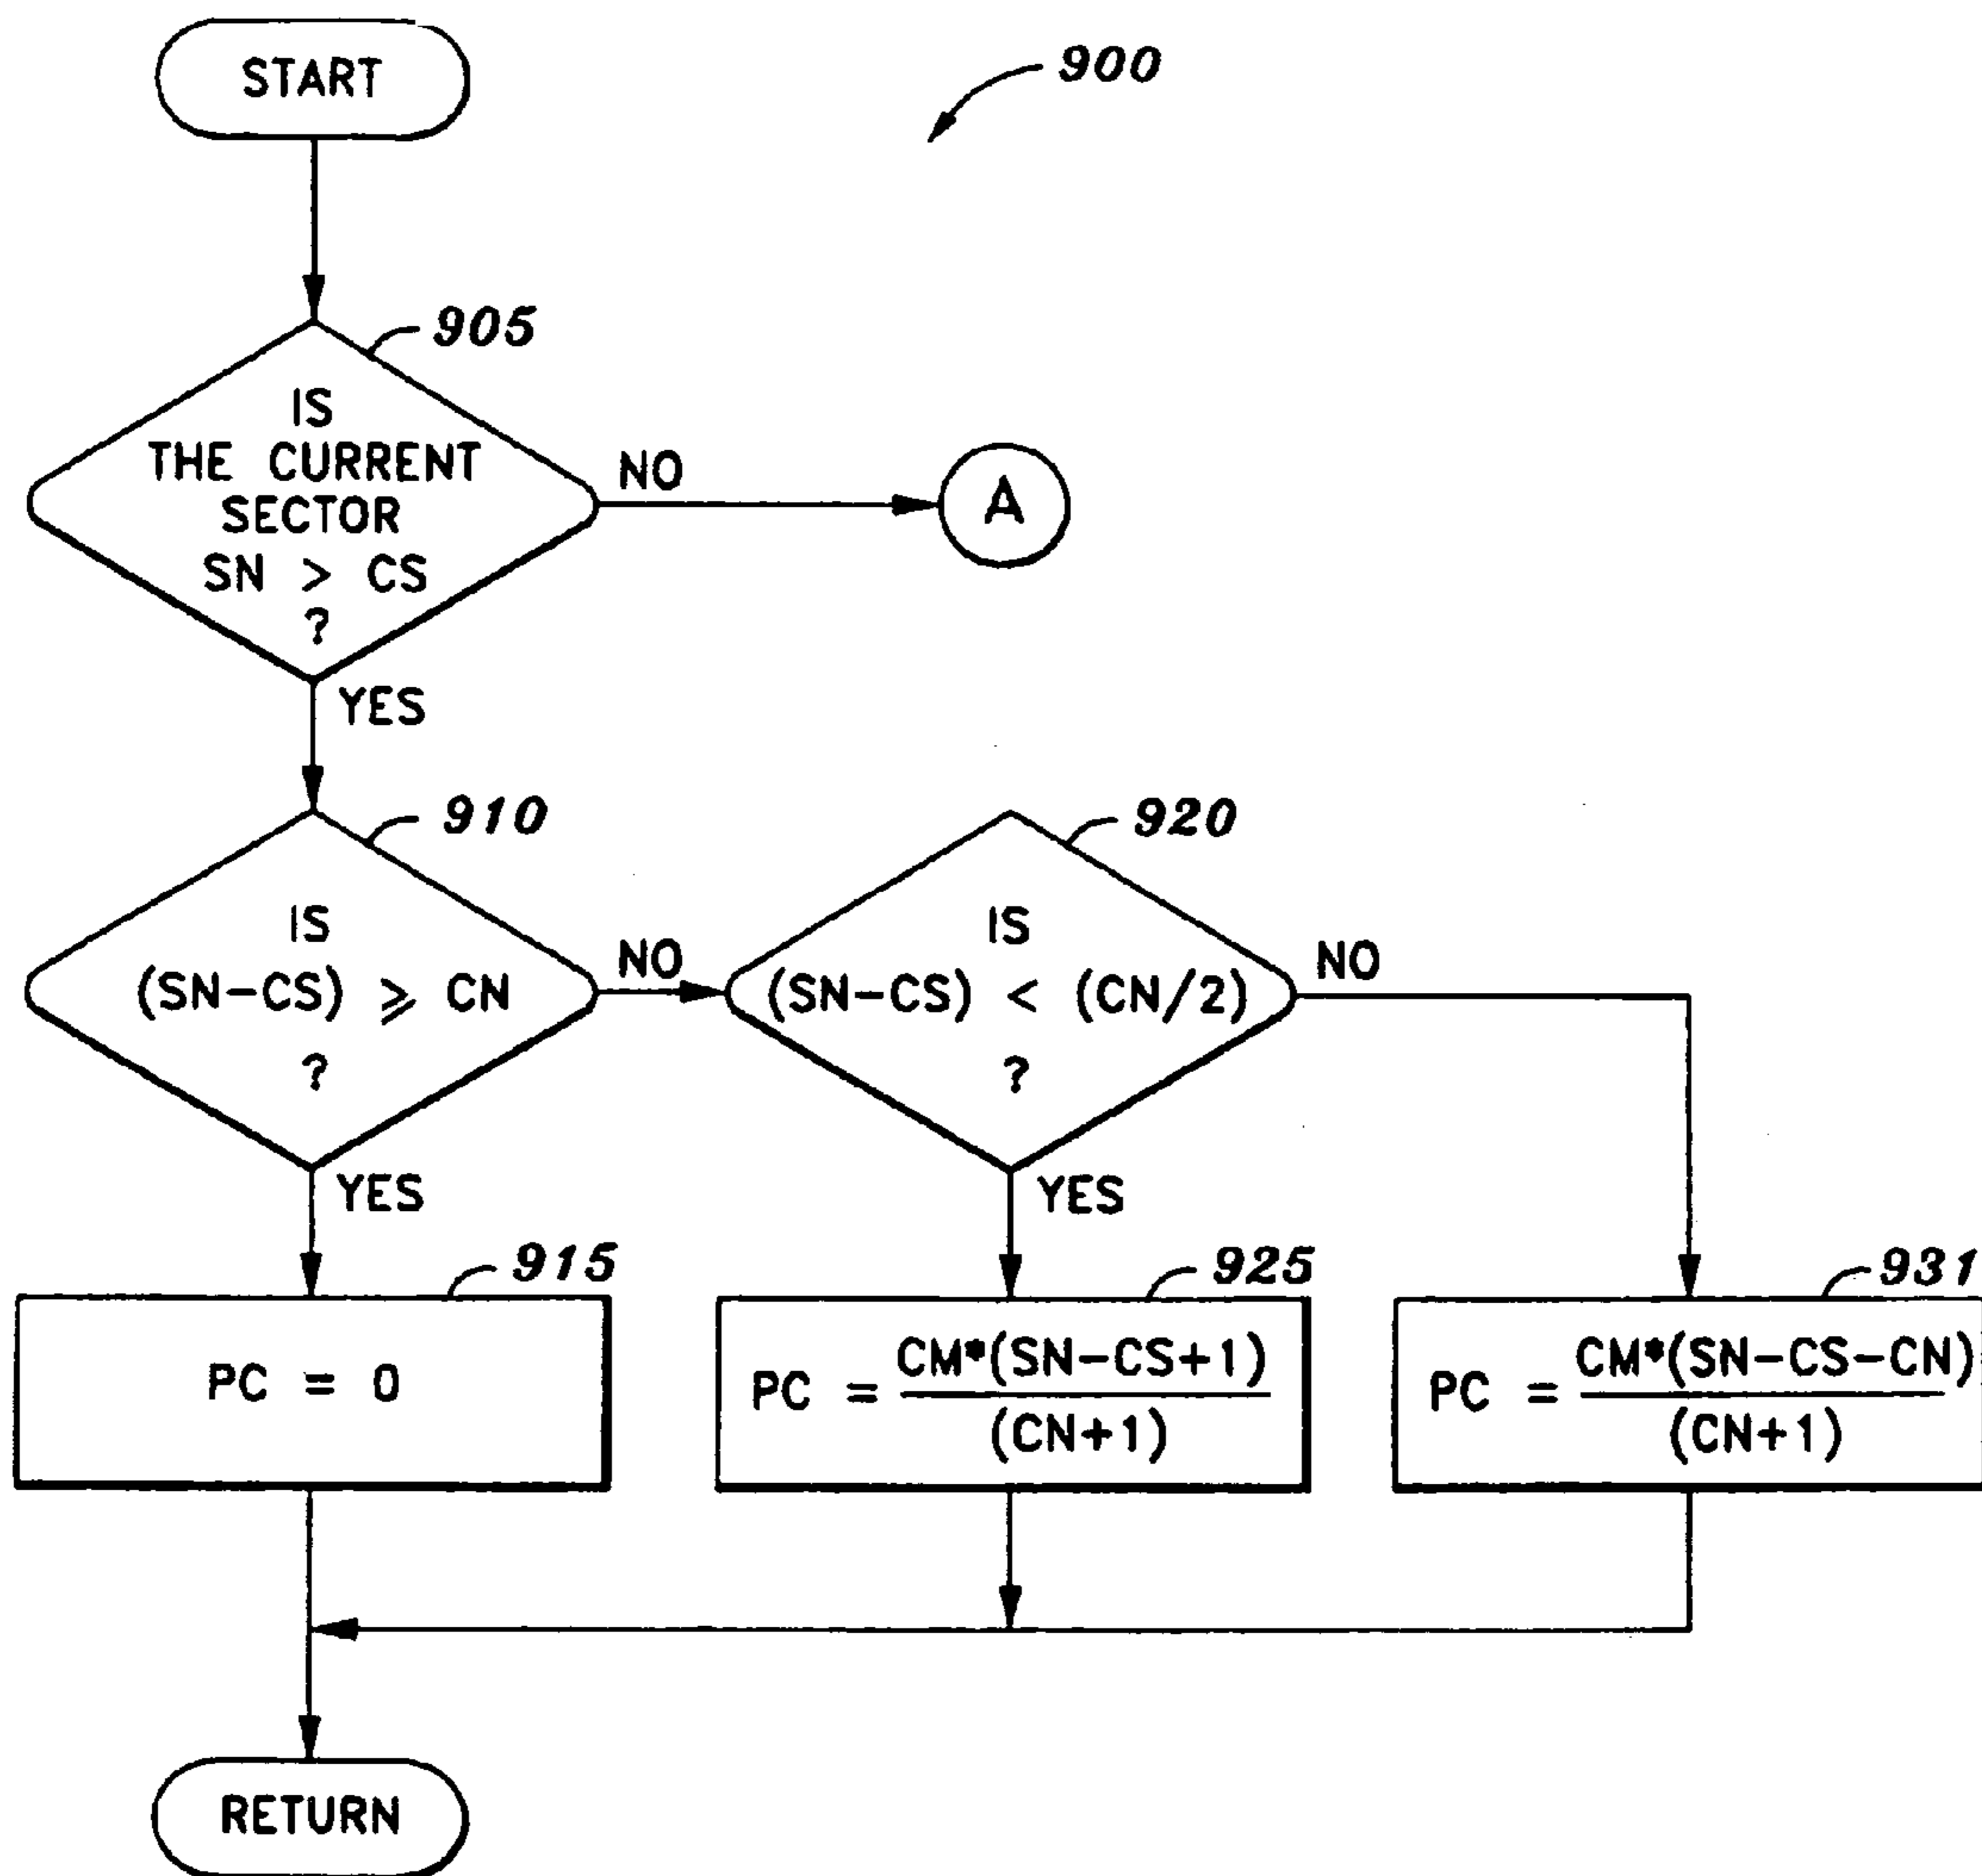 START
900
905
IS
THE CURRENT
SECTOR
SN > CS
?
NO
A
YES
910
IS
(SN-CS) ⩾ CN
?
NO
YES
920
IS
(SN-CS) < (CN/2)
?
NO
YES
915
PC = 0
925
PC = CM*(SN-CS+1)
(CN+1)
931
PC = CM*(SN-CS-CN)
(CN+1)
RETURN